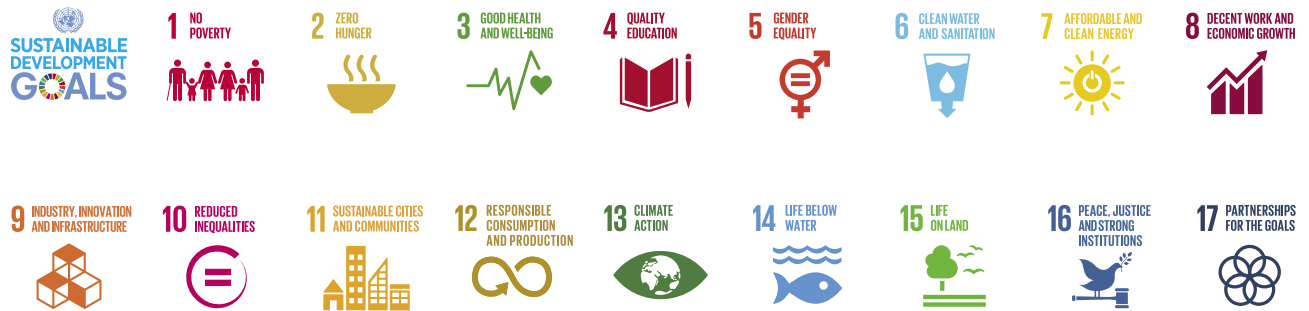 SUSTAINABLE
DEVELOPMENT
GOALS
1 NO
POVERTY
2 ZERO
HUNGER
3 GOOD HEALTH
AND WELL-BEING
4 QUALITY
EDUCATION
5 GENDER
EQUALITY
6 CLEAN WATER
AND SANITATION
7 AFFORDABLE AND
CLEAN ENERGY
8 DECENT WORK AND
ECONOMIC GROWTH
9 INDUSTRY, INNOVATION
AND INFRASTRUCTURE
10 REDUCED
INEQUALITIES
11 SUSTAINABLE CITIES
AND COMMUNITIES
12 RESPONSIBLE
CONSUMPTION
AND PRODUCTION
13 CLIMATE
ACTION
14 LIFE BELOW
WATER
15 LIFE
ON LAND
16 PEACE, JUSTICE
AND STRONG
INSTITUTIONS
17 PARTNERSHIPS
FOR THE GOALS